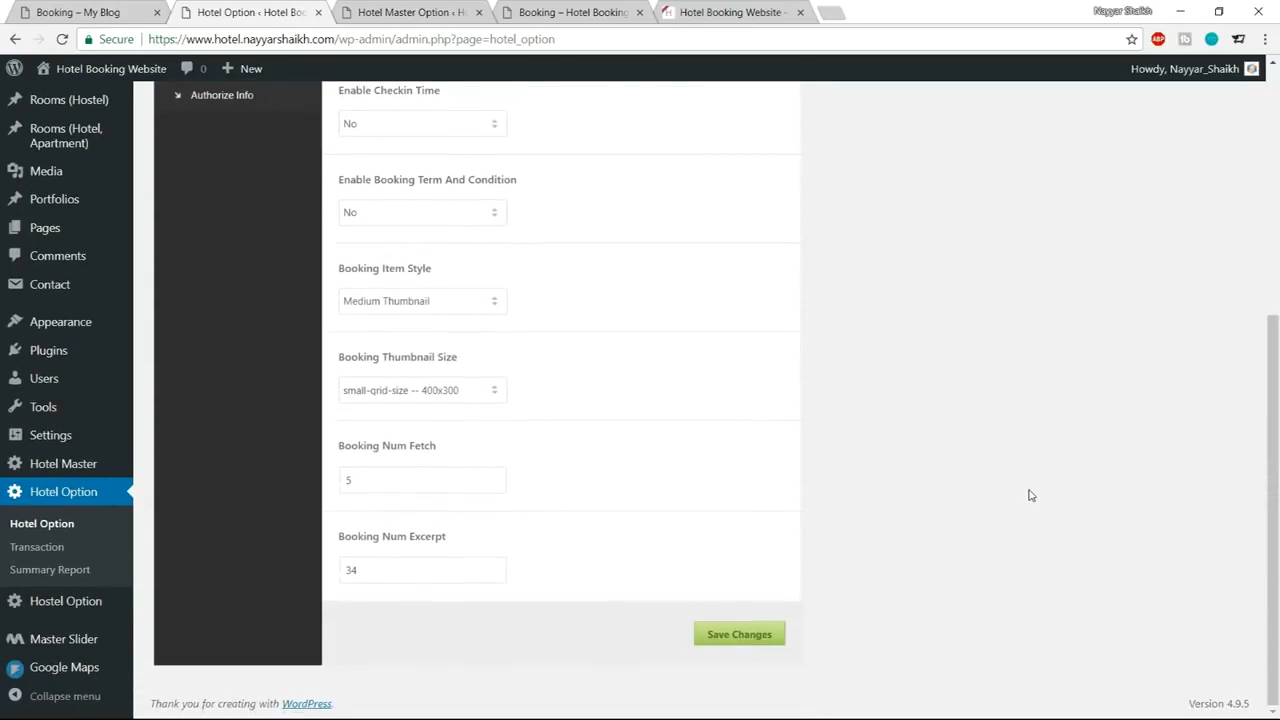 Booking – My Blog
Hotel Option ‹ Hotel Boo
Hotel Master Option ‹ H
Booking – Hotel Booking
Hotel Booking Website –
Nayyar Shaikh
Secure
https://www.hotel.nayyarshaikh.com/wp-admin/admin.php?page=hotel_option
ABP
Hotel Booking Website
0
New
Howdy, Nayyar_Shaikh
Rooms (Hostel)
Rooms (Hotel,
Apartment)
Media
Portfolios
Pages
Comments
Contact
Appearance
Plugins
Users
Tools
Settings
Hotel Master
Hotel Option
Hotel Option
Transaction
Summary Report
Hostel Option
Master Slider
Google Maps
Collapse menu
Authorize Info
Enable Checkin Time
No
Enable Booking Term And Condition
No
Booking Item Style
Medium Thumbnail
Booking Thumbnail Size
small-grid-size -- 400x300
Booking Num Fetch
5
Booking Num Excerpt
34
Save Changes
Thank you for creating with WordPress.
Version 4.9.5